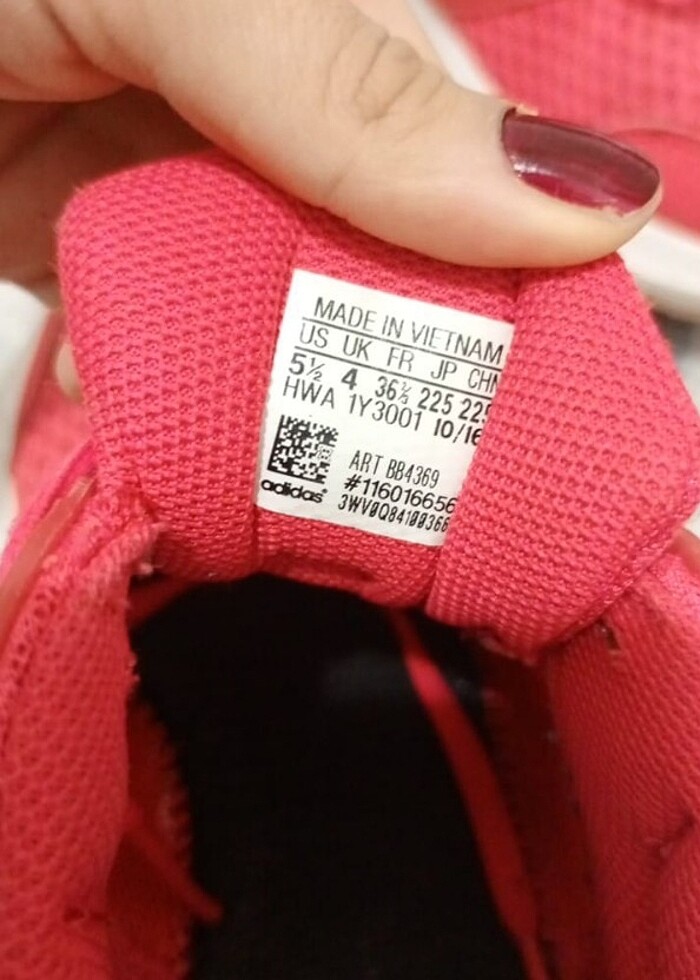 MADE IN VIETNAM
US UK FR JP CHN
5½ 4 36⅔ 225 225
HWA 1Y3001 10/16
ART BB4369
#116016656
adidas